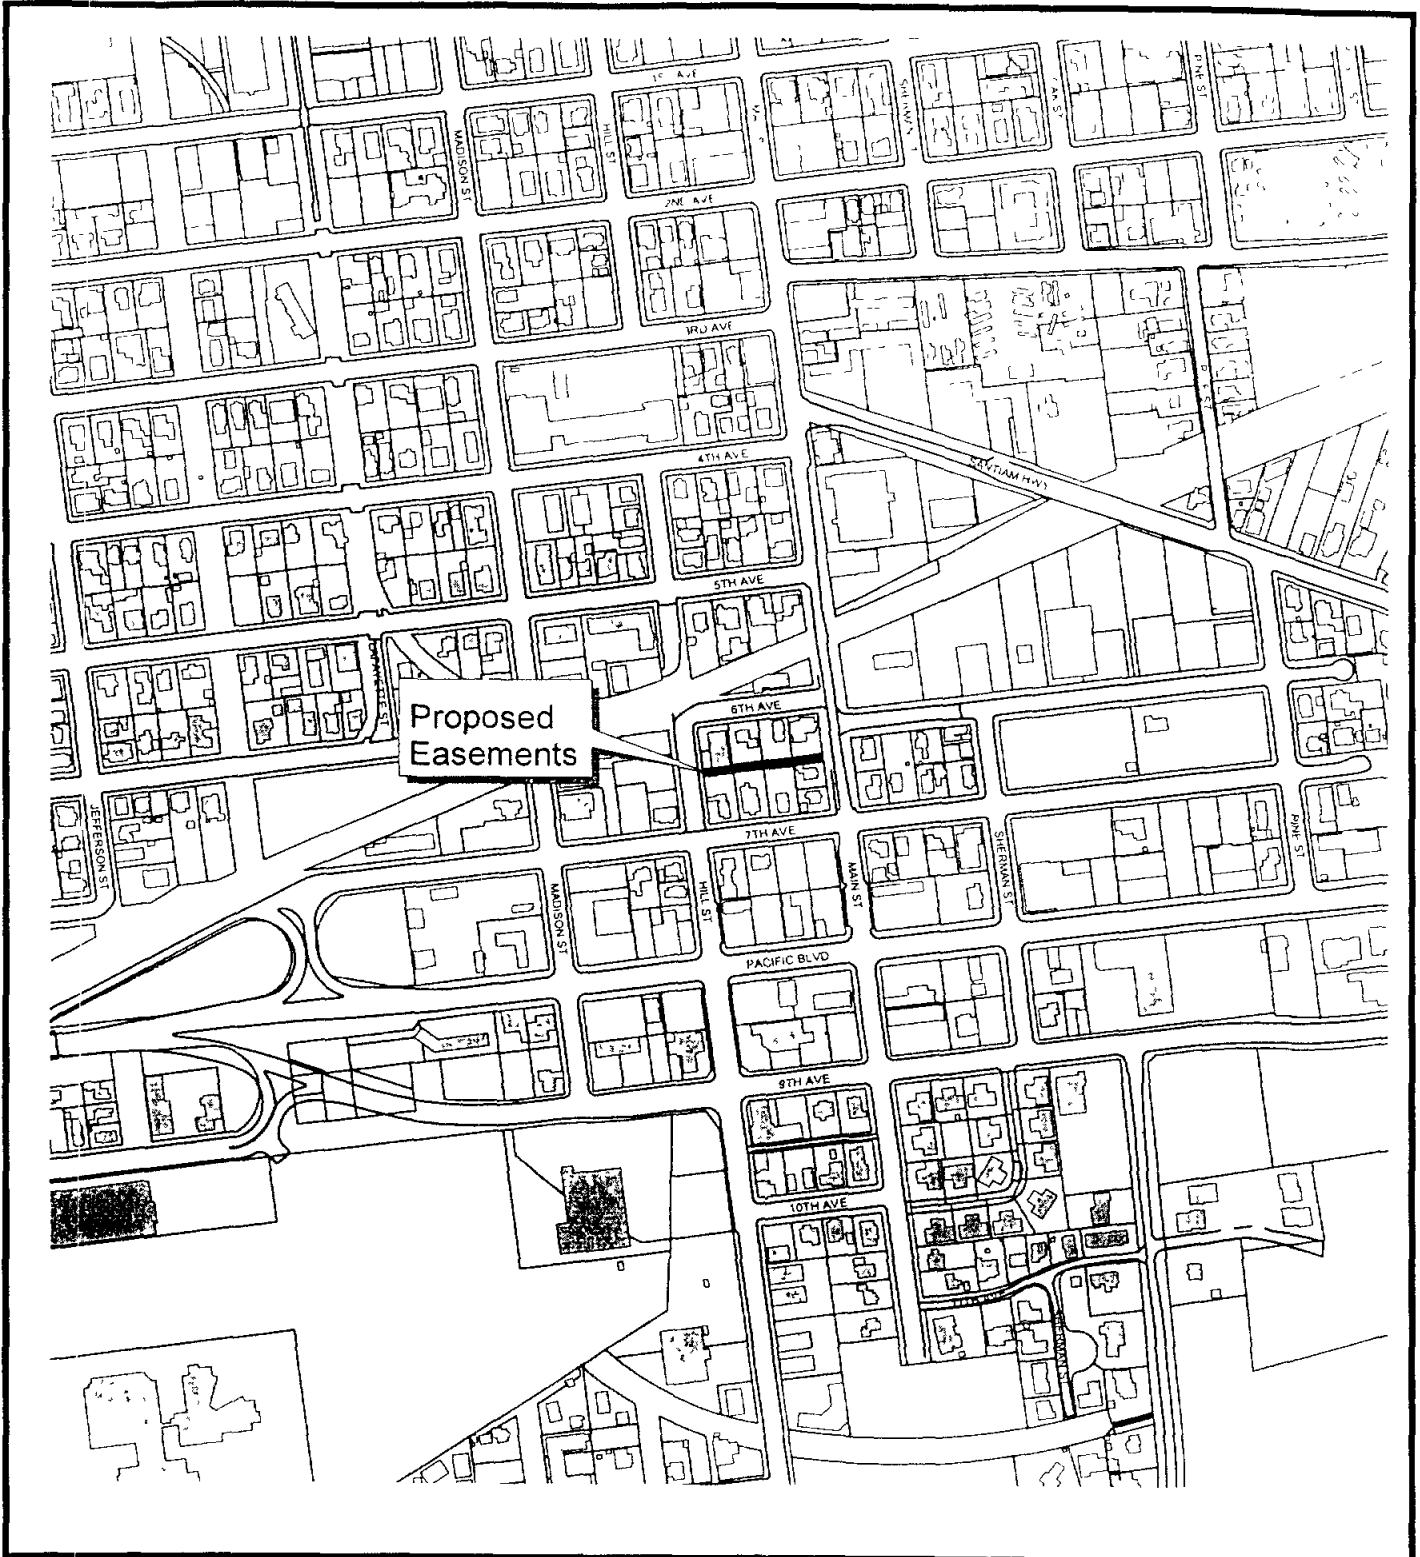 MADISON ST
HILL ST
2ND AVE
3RD AVE
4TH AVE
SANTIAM HWY
5TH AVE
6TH AVE
Proposed
Easements
7TH AVE
JEFFERSON ST
MADISON ST
HILL ST
MAIN ST
SHERMAN ST
PINE ST
PACIFIC BLVD
9TH AVE
10TH AVE